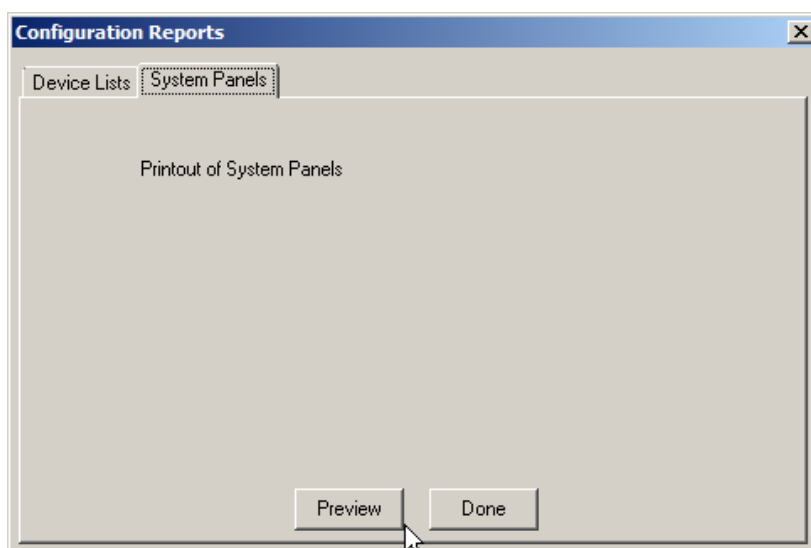 Configuration Reports
Device Lists System Panels
Printout of System Panels
Preview Done